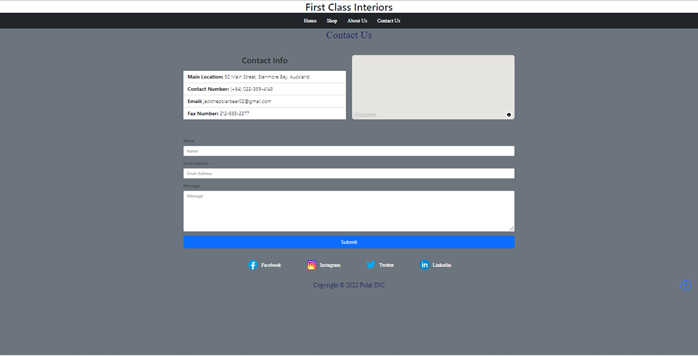 First Class Interiors
Home Shop About Us Contact Us
Contact Us
Contact Info
Main Location: 50 Main Street, Stanmore Bay, Auckland
Contact Number: (+64) 022-369-4143
Email: jackthepolarbear02@gmail.com
Fax Number: 212-693-2377
Name
Name
Email Address
Email Address
Message
Message
Submit
Facebook Instagram Twitter Linkedin
Copyright © 2022 Polar INC